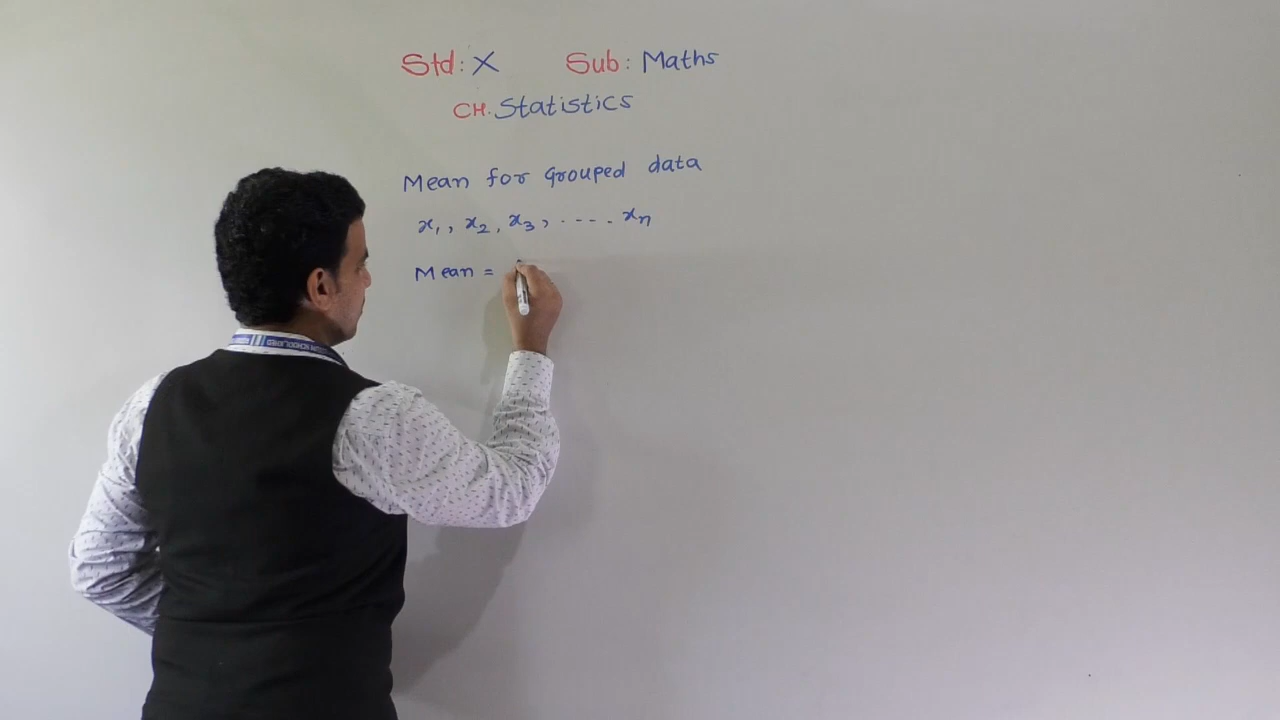 Std: X Sub: Maths
CH. Statistics
Mean for Grouped data
x₁, x₂, x₃, ..... xₙ
Mean =